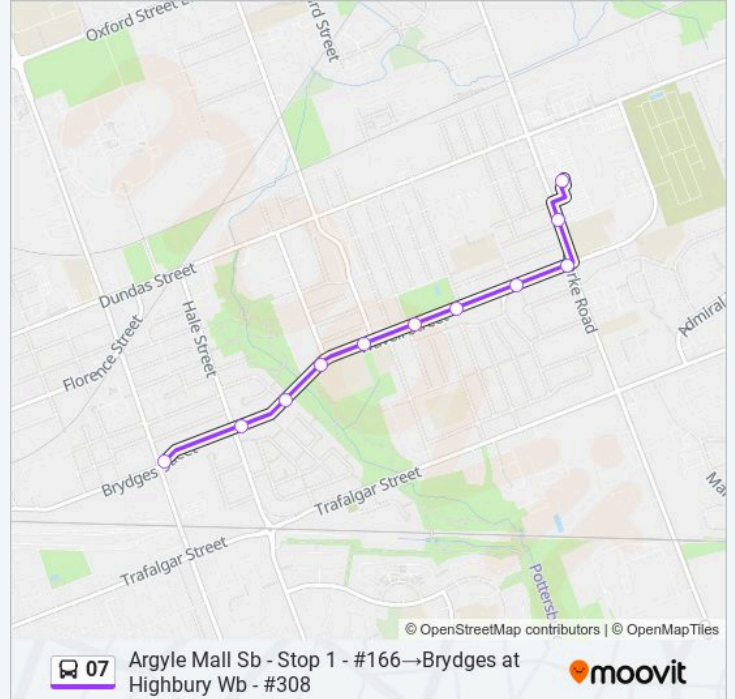 Oxford Street E
rd Street
Dundas Street
Hale Street
rke Road
Admiral
Florence Street
Brydges
Trafalgar Street
Trafalgar Street
Pottersb
© OpenStreetMap contributors | © OpenMapTiles
07
Argyle Mall Sb - Stop 1 - #166→Brydges at
Highbury Wb - #308
moovit